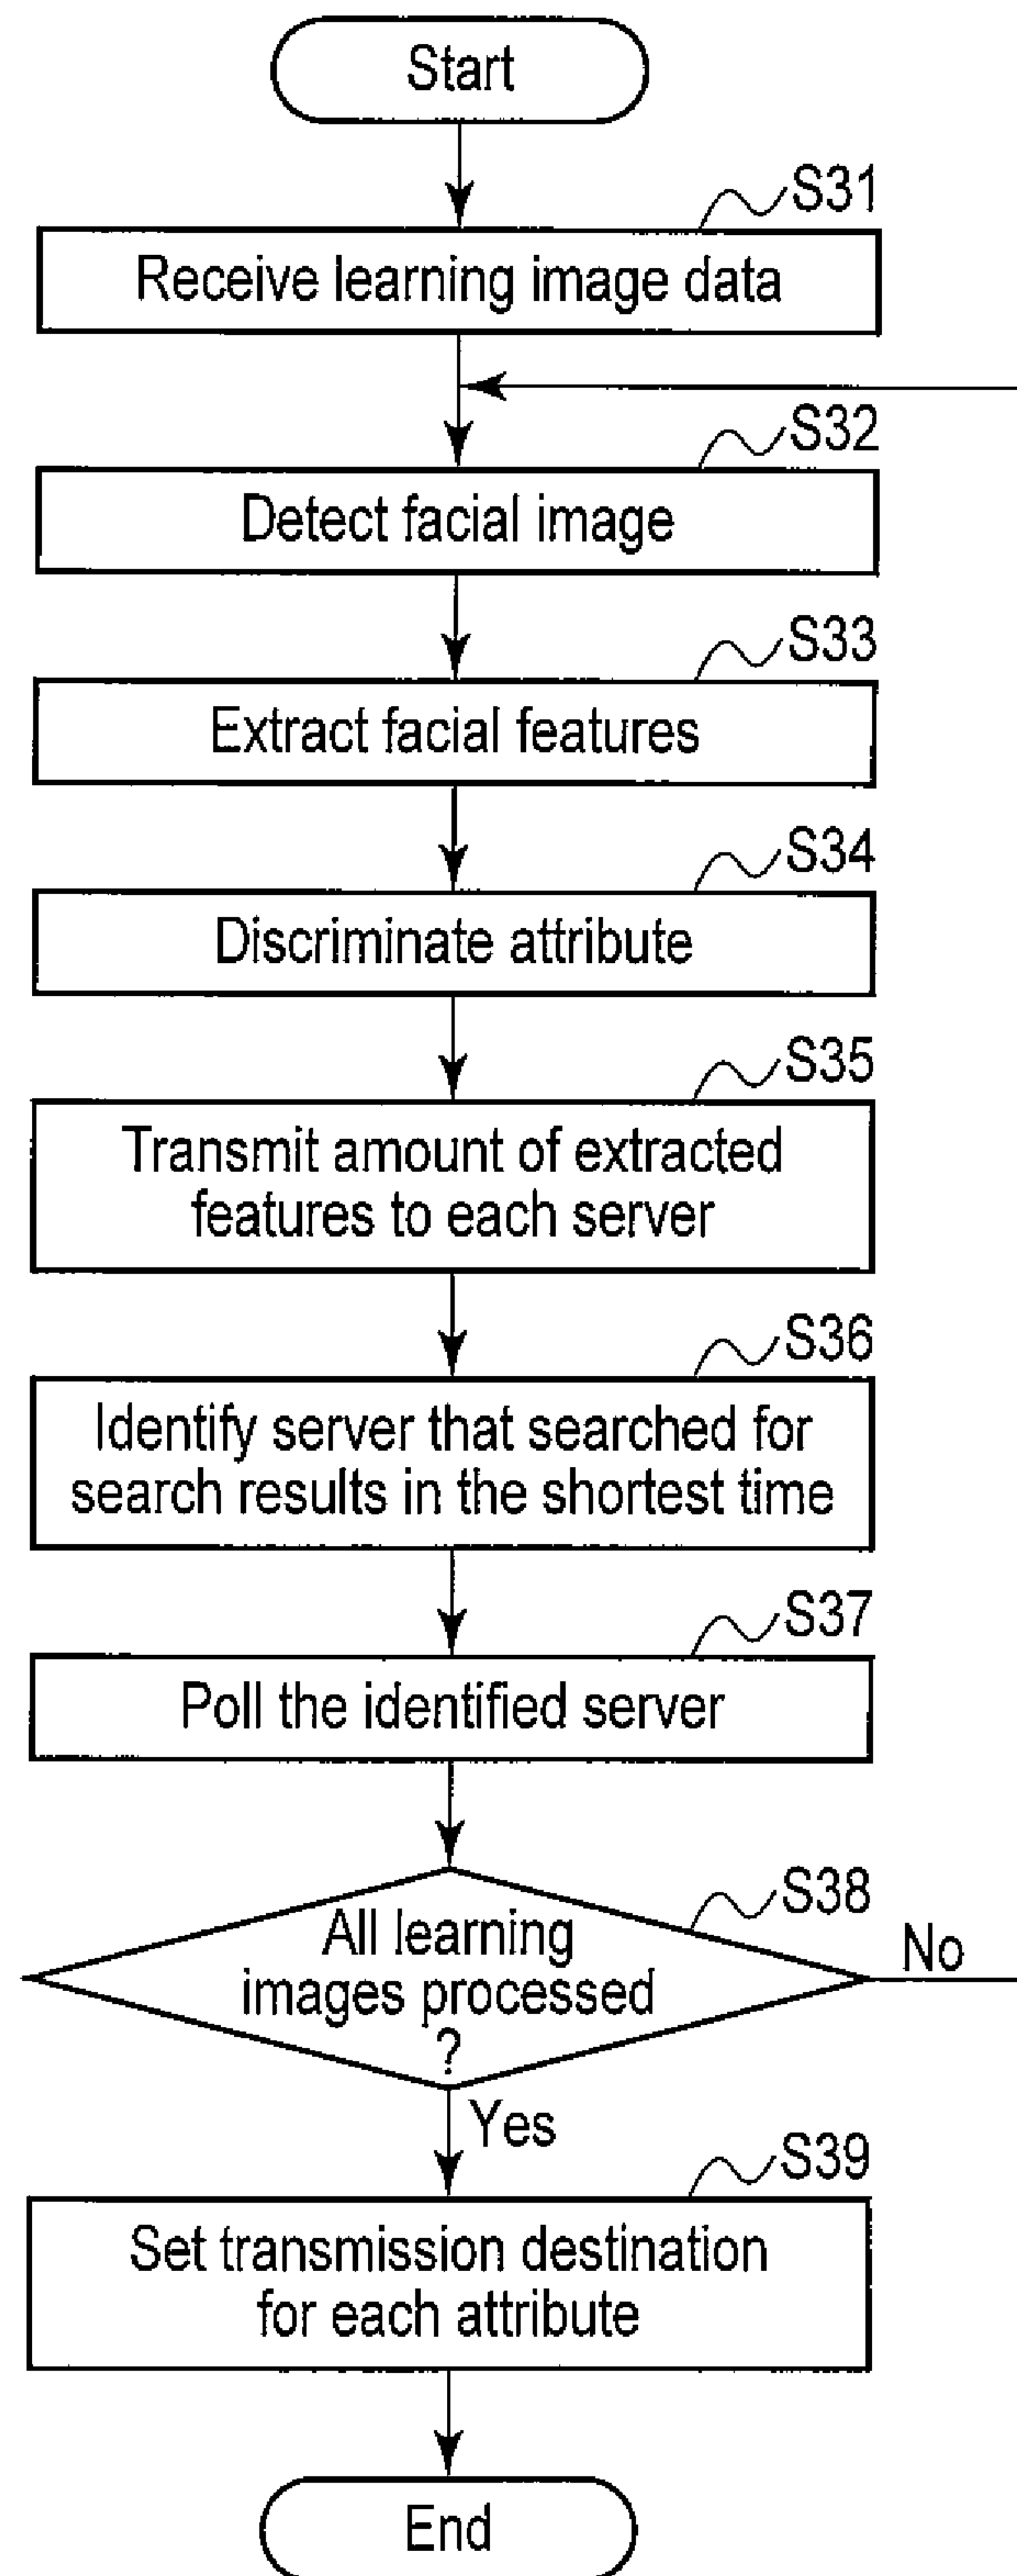 Start
S31
Receive learning image data
S32
Detect facial image
S33
Extract facial features
S34
Discriminate attribute
S35
Transmit amount of extracted
features to each server
S36
Identify server that searched for
search results in the shortest time
S37
Poll the identified server
S38
All learning
images processed
?
No
Yes
S39
Set transmission destination
for each attribute
End